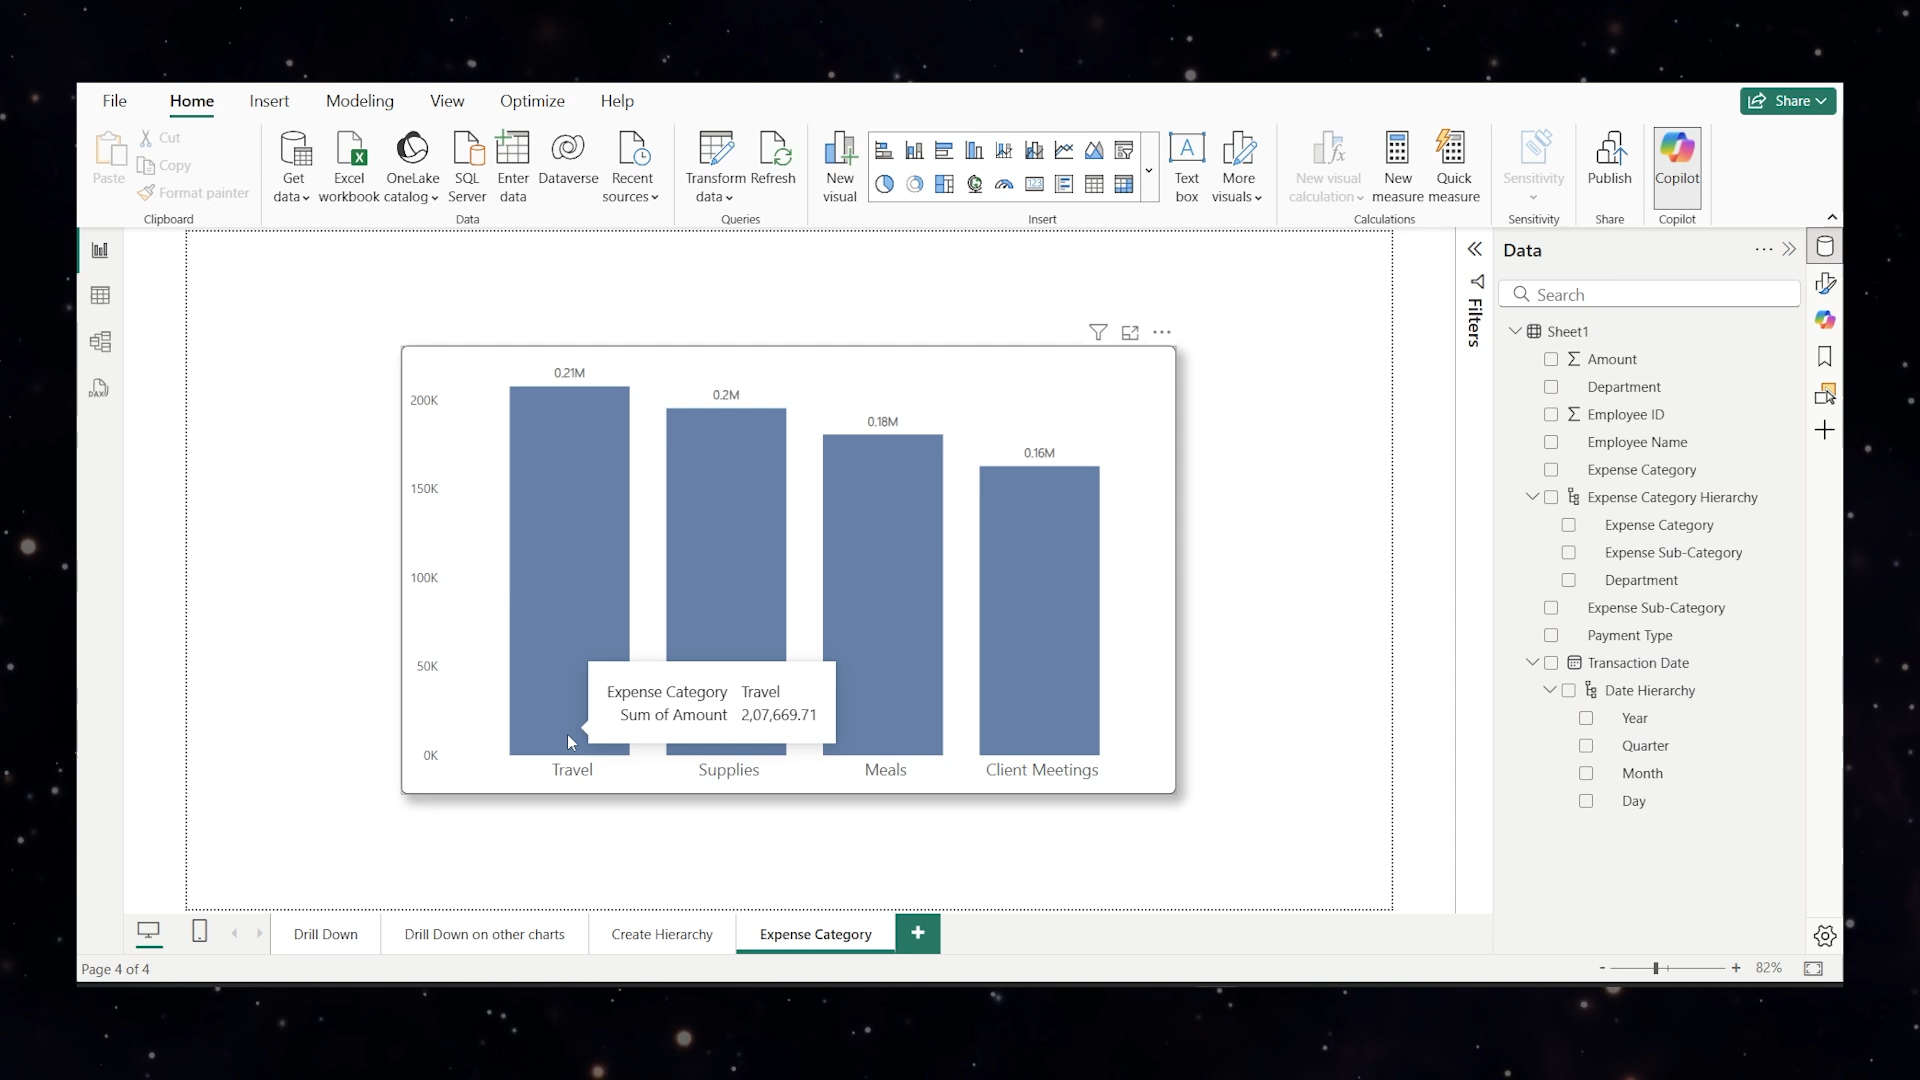 File Home Insert Modeling View Optimize Help Share
Paste
Cut
Copy
Format painter
Clipboard
Get data
Excel workbook
OneLake catalog
SQL Server
Enter data
Dataverse
Recent sources
Data
Transform data
Refresh
Queries
New visual
Text box
More visuals
Insert
New visual calculation
New measure
Quick measure
Calculations
Sensitivity
Sensitivity
Publish
Share
Copilot
Copilot
DAX
0.21M
0.2M
0.18M
0.16M
200K
150K
100K
50K
0K
Expense Category Travel
Sum of Amount 2,07,669.71
Travel Supplies Meals Client Meetings
Filters
Data
Search
Sheet1
Amount
Department
Employee ID
Employee Name
Expense Category
Expense Category Hierarchy
Expense Category
Expense Sub-Category
Department
Expense Sub-Category
Payment Type
Transaction Date
Date Hierarchy
Year
Quarter
Month
Day
Drill Down Drill Down on other charts Create Hierarchy Expense Category
Page 4 of 4
- + 82%